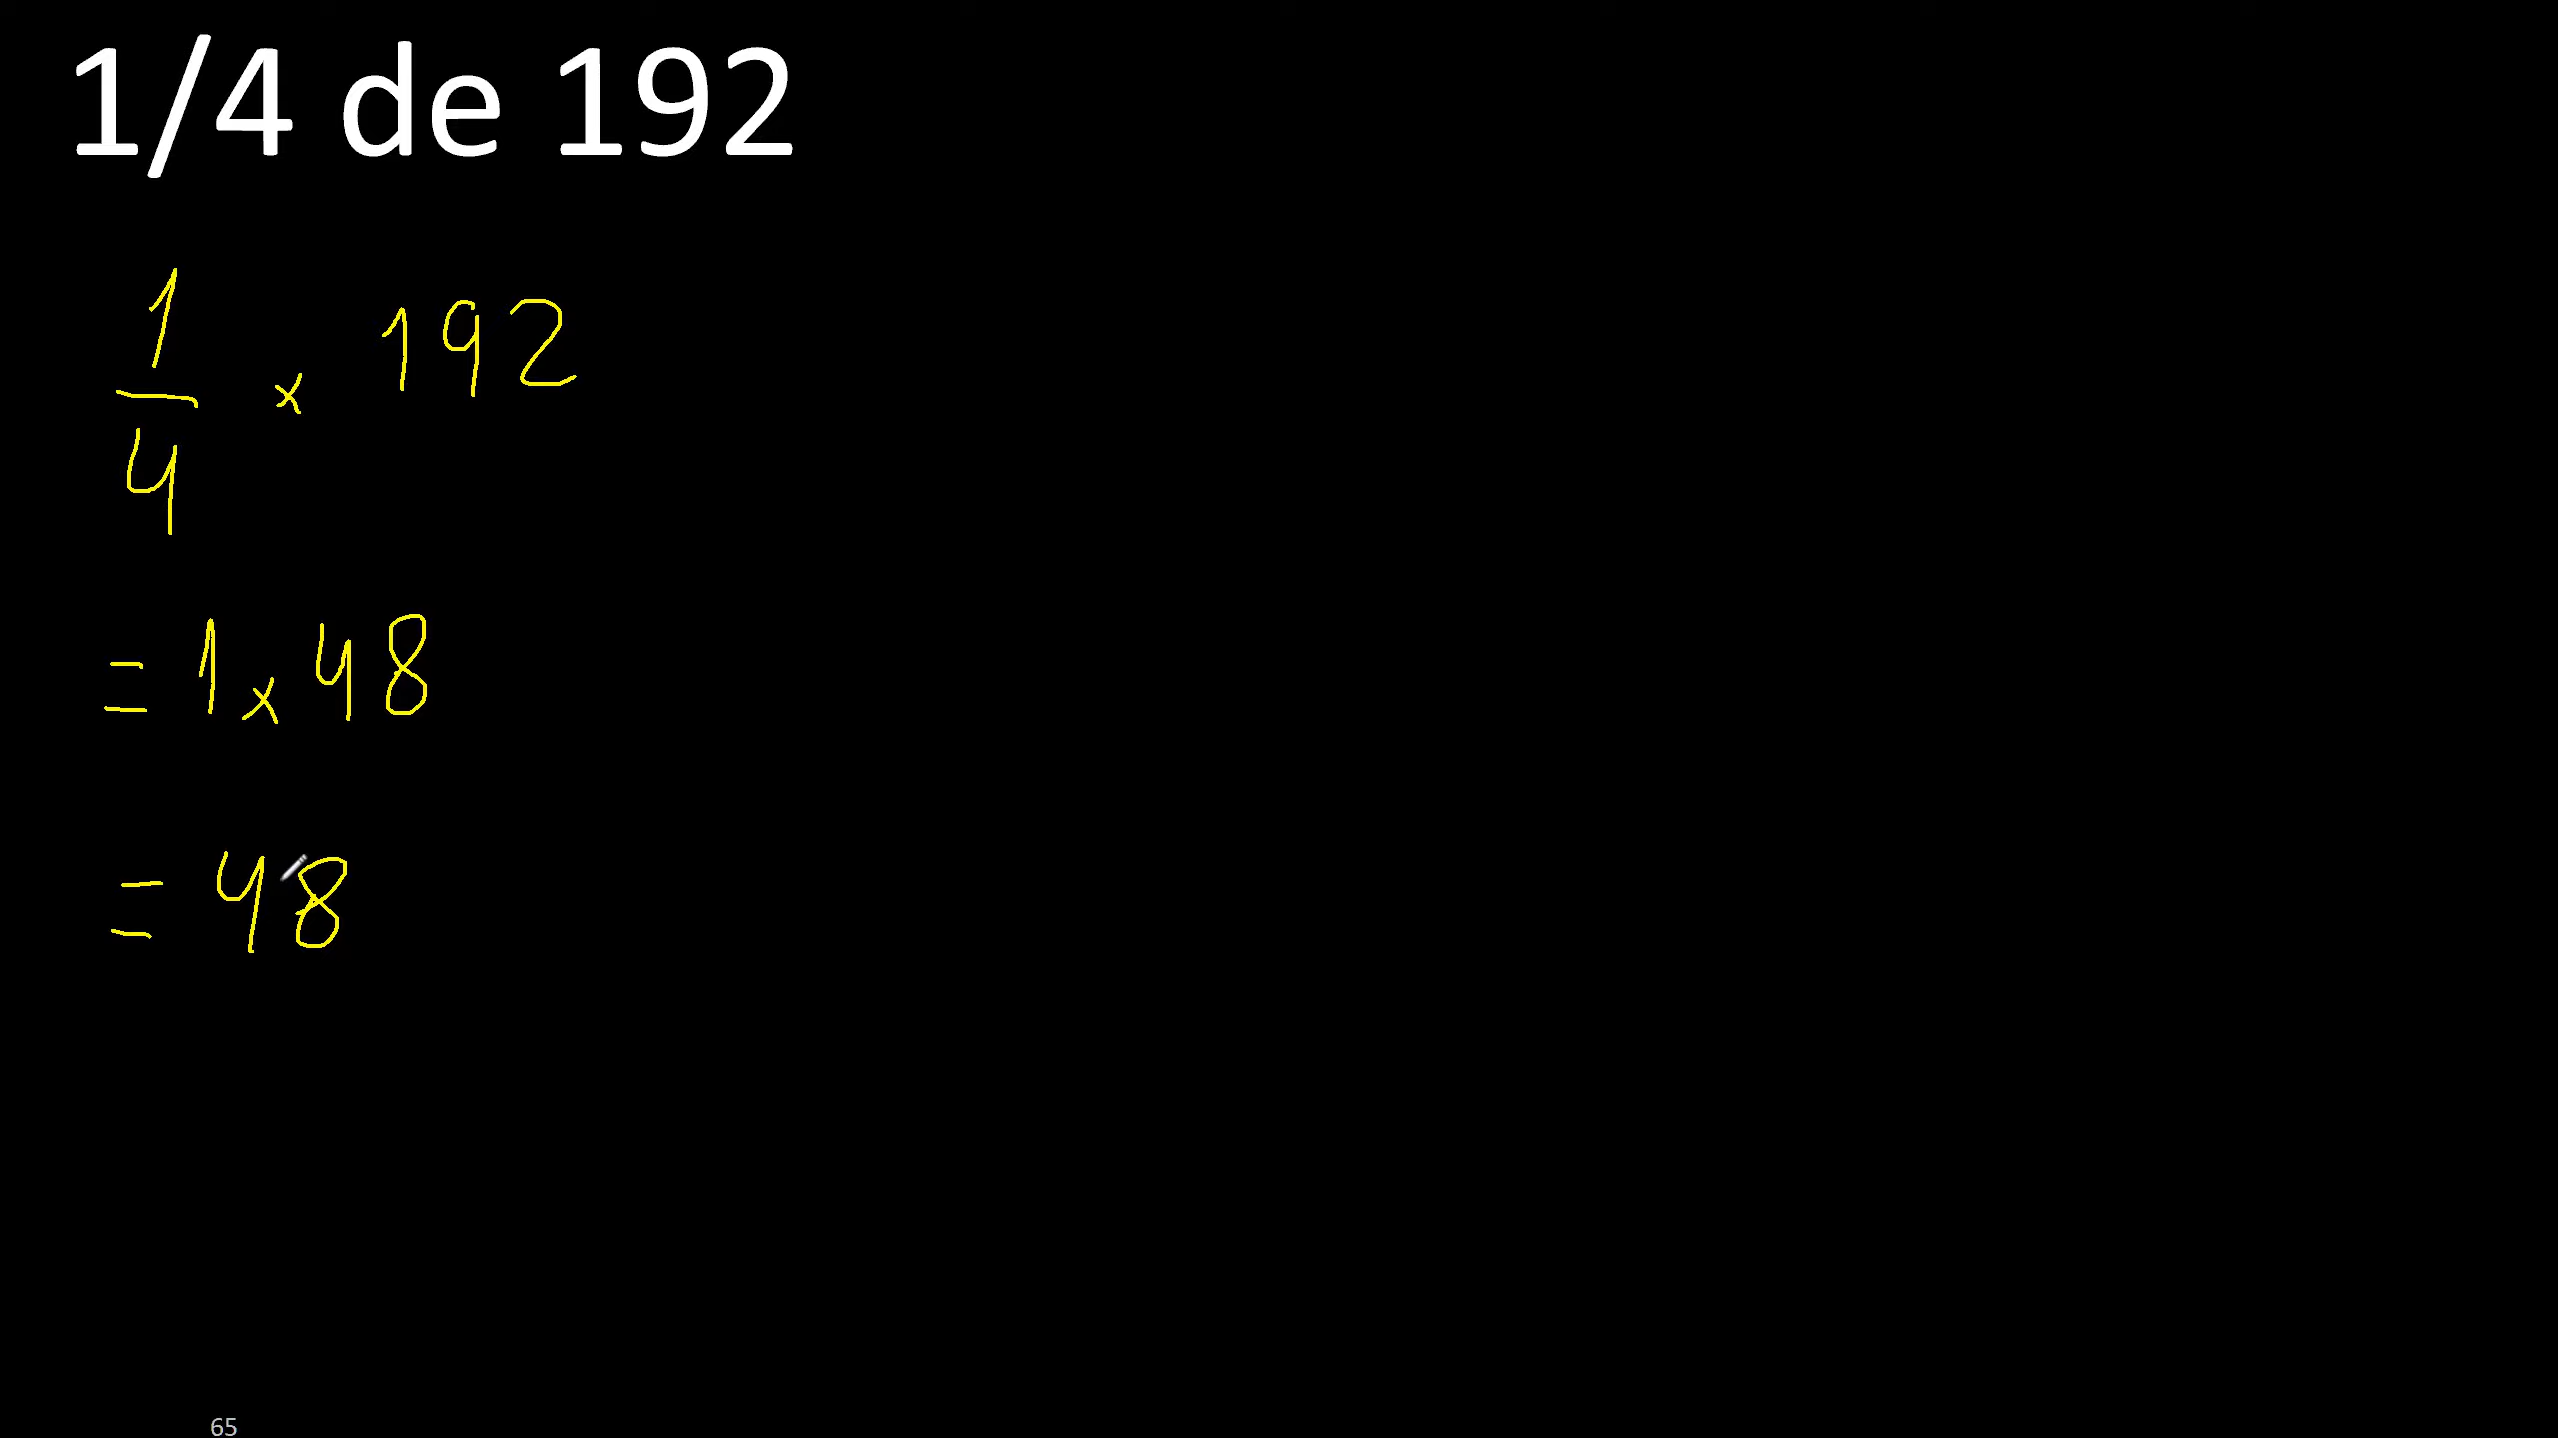 1/4 de 192
1/4 x 192
= 1 x 48
= 48
65